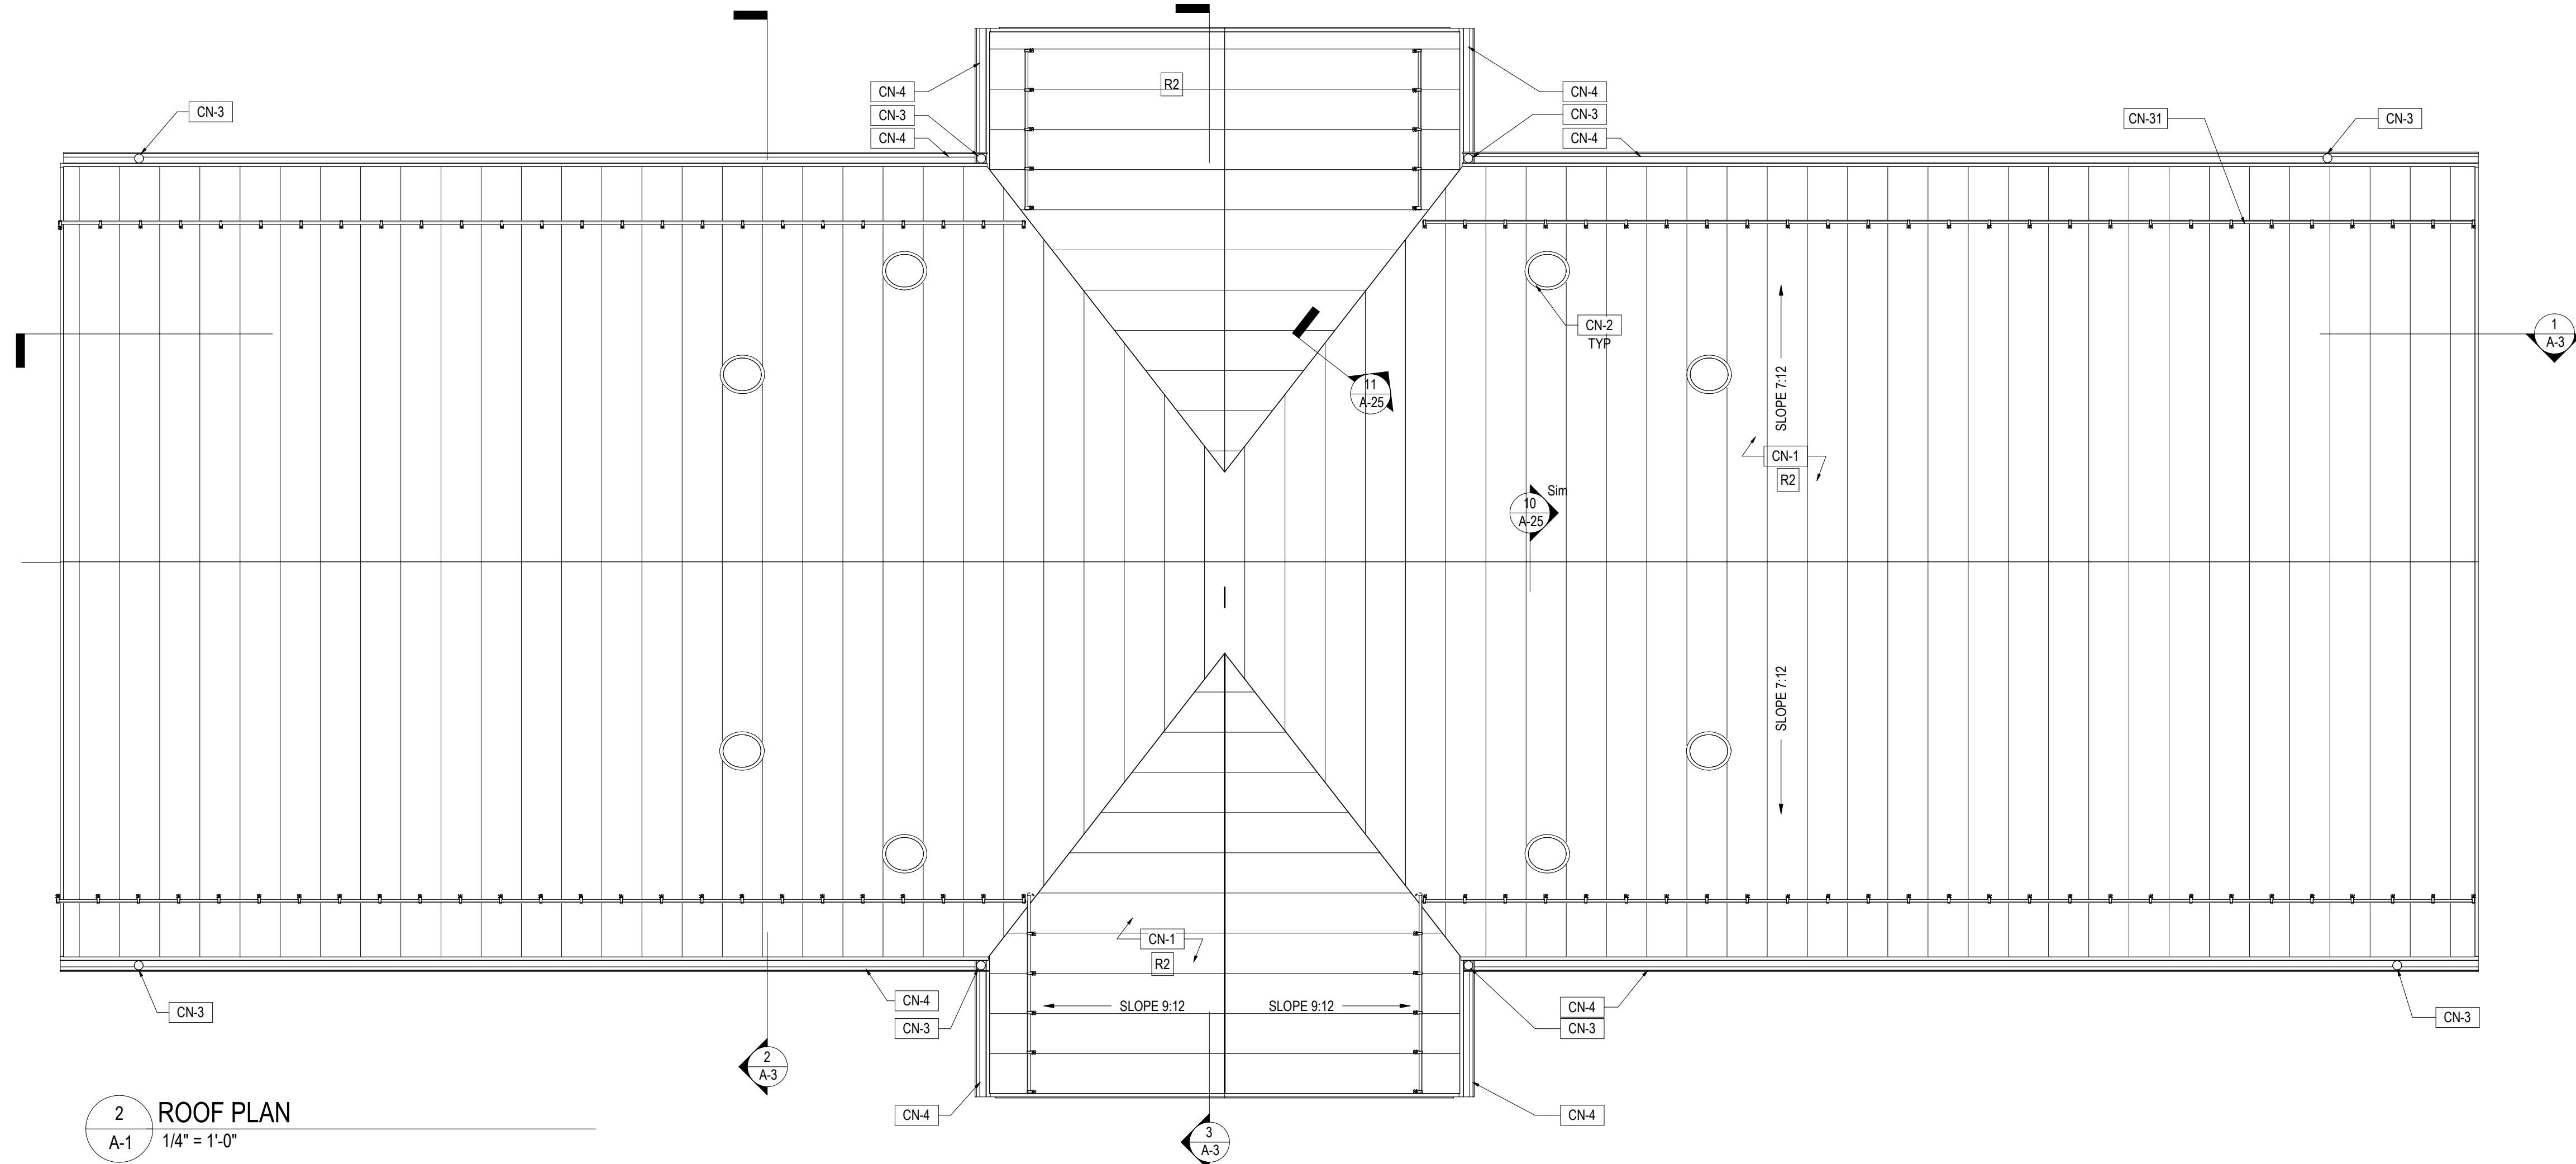 CN-4
CN-3
CN-4
CN-3
R2
CN-4
CN-3
CN-4
CN-31
CN-3
CN-2
TYP
1
A-3
11
A-25
SLOPE 7:12
CN-1
R2
Sim
10
A-25
SLOPE 7:12
CN-1
R2
SLOPE 9:12
SLOPE 9:12
CN-3
CN-4
CN-3
CN-4
CN-3
CN-3
2
A-3
CN-4
CN-4
3
A-3
2
A-1
ROOF PLAN
1/4" = 1'-0"